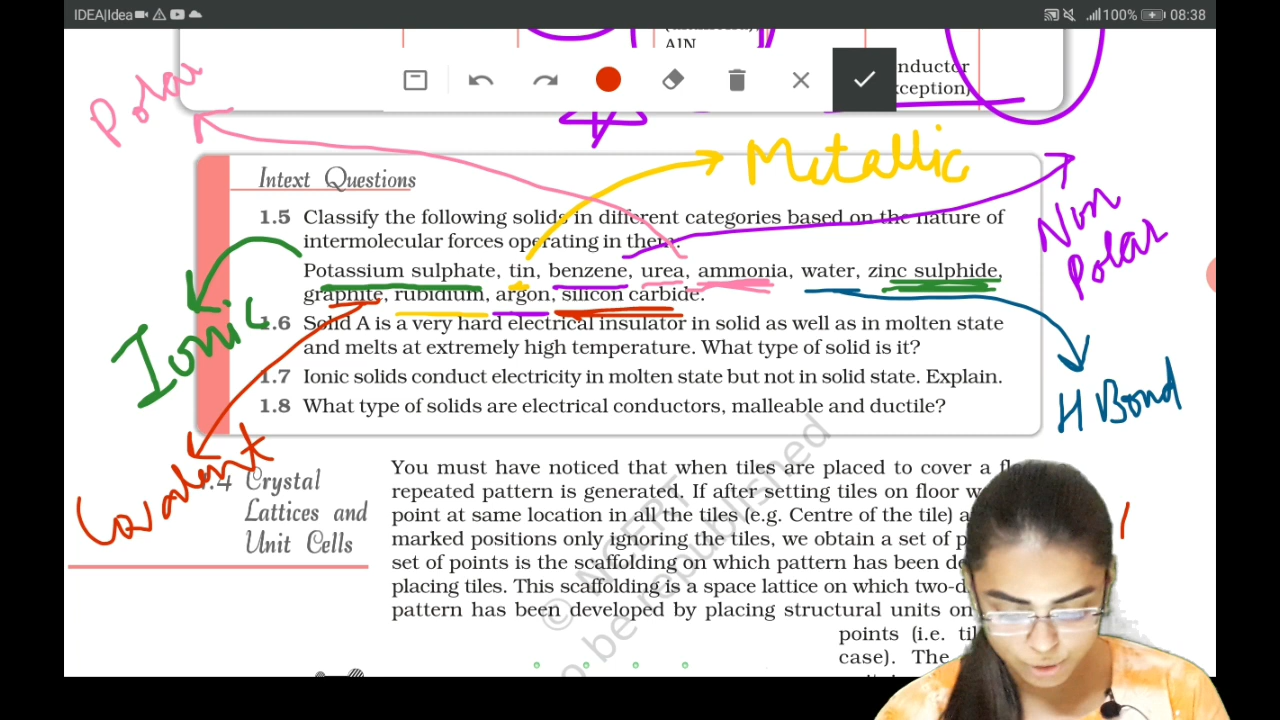 IDEA|Idea
100%
08:38
AlN
nductor
xception)
Polar
Metallic
Intext Questions
1.5 Classify the following solids in different categories based on the nature of
intermolecular forces operating in them.
Potassium sulphate, tin, benzene, urea, ammonia, water, zinc sulphide,
graphite, rubidium, argon, silicon carbide.
1.6 Solid A is a very hard electrical insulator in solid as well as in molten state
and melts at extremely high temperature. What type of solid is it?
1.7 Ionic solids conduct electricity in molten state but not in solid state. Explain.
1.8 What type of solids are electrical conductors, malleable and ductile?
Non
Polar
Ionic
H Bond
Covalent
.4 Crystal
Lattices and
Unit Cells
You must have noticed that when tiles are placed to cover a fl
repeated pattern is generated. If after setting tiles on floor w
point at same location in all the tiles (e.g. Centre of the tile) a
marked positions only ignoring the tiles, we obtain a set of p
set of points is the scaffolding on which pattern has been de
placing tiles. This scaffolding is a space lattice on which two-d
pattern has been developed by placing structural units on
points (i.e. til
case). The
© NCERT
o be republished